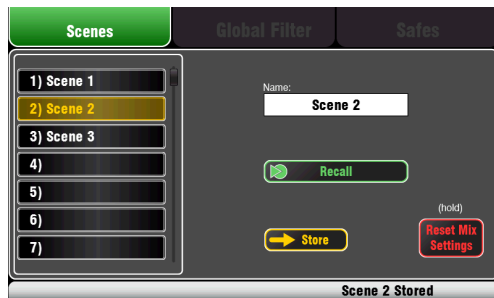 Scenes Global Filter Safes
1) Scene 1
2) Scene 2
3) Scene 3
4)
5)
6)
7)
Name:
Scene 2
Recall
Store
(hold)
Reset Mix
Settings
Scene 2 Stored